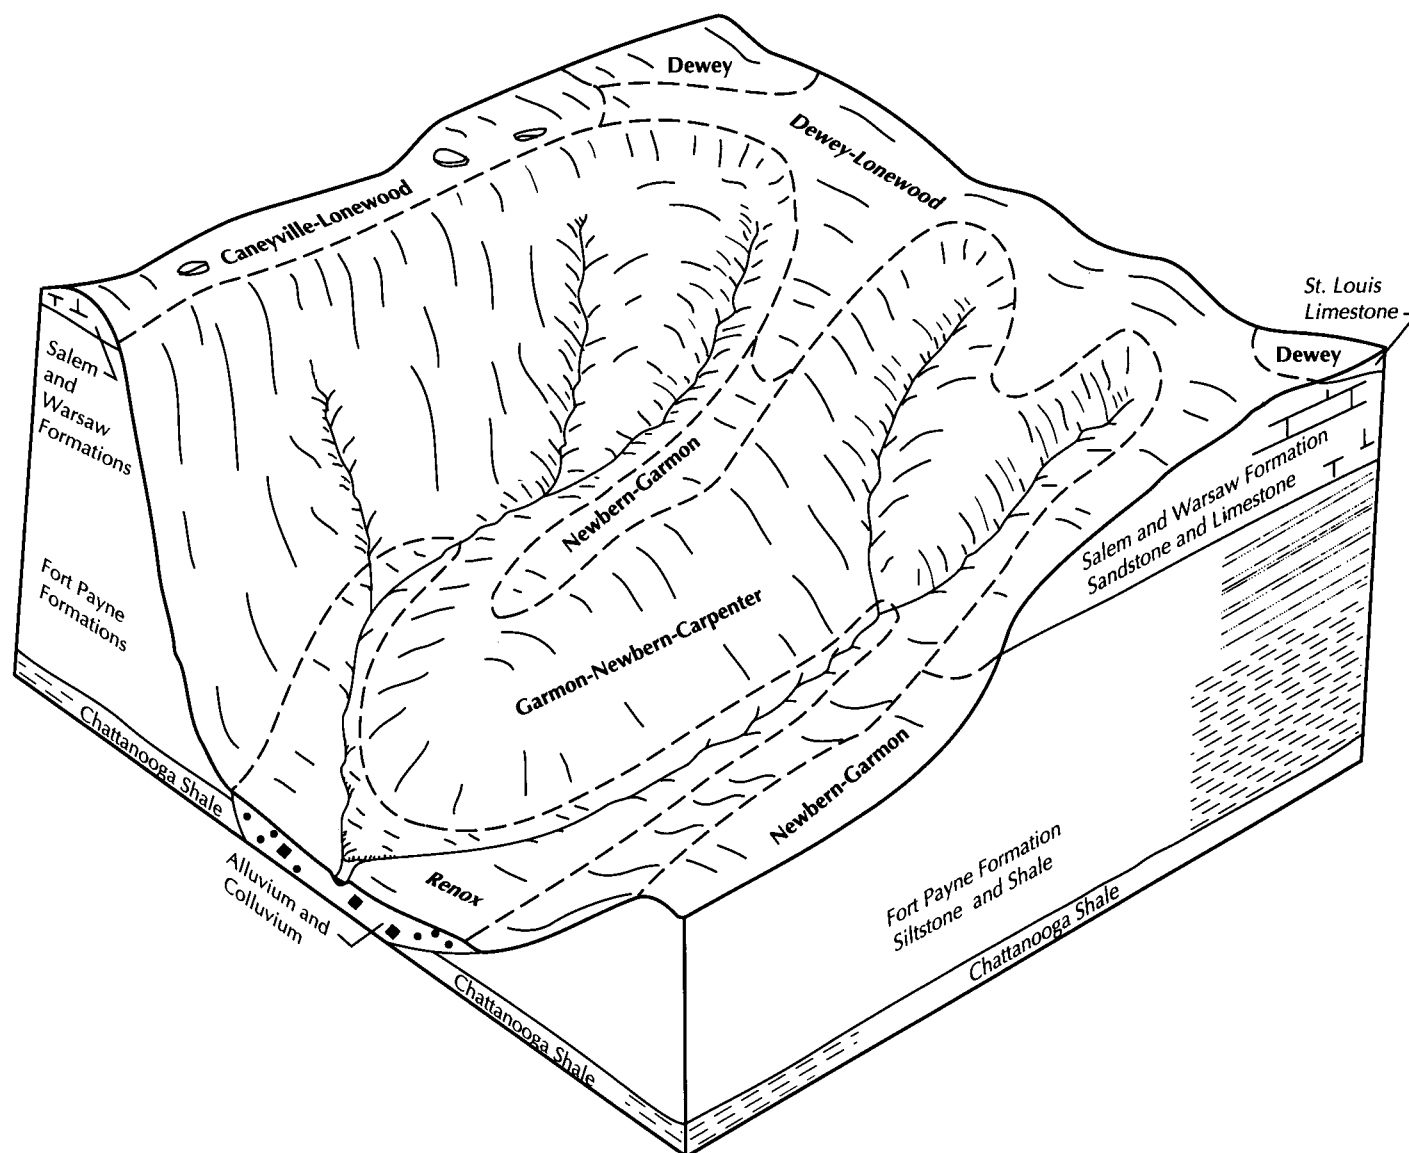 Dewey
Dewey-Lonewood
Caneyville-Lonewood
St. Louis
Limestone
Dewey
Salem
and
Warsaw
Formations
Salem and Warsaw Formation
Sandstone and Limestone
Newbern-Garmon
Fort Payne
Formations
Garmon-Newbern-Carpenter
Chattanooga Shale
Newbern-Garmon
Renox
Alluvium and
Colluvium
Fort Payne Formation
Siltstone and Shale
Chattanooga Shale
Chattanooga Shale